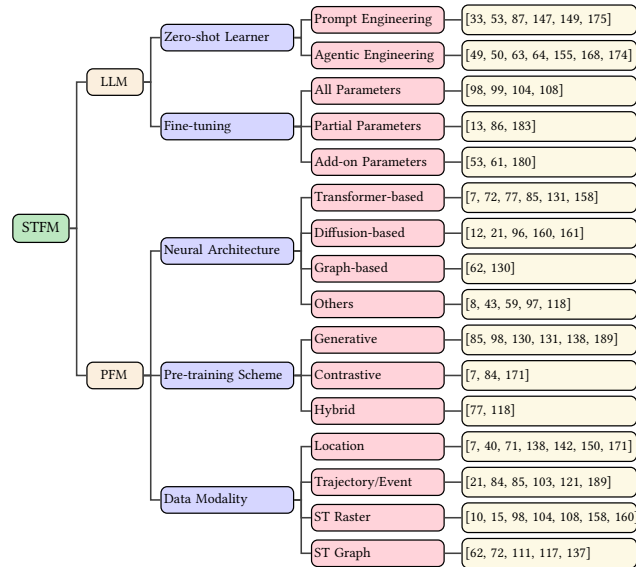 Prompt Engineering [33, 53, 87, 147, 149, 175]
Zero-shot Learner
Agentic Engineering [49, 50, 63, 64, 155, 168, 174]
LLM
All Parameters [98, 99, 104, 108]
Fine-tuning Partial Parameters [13, 86, 183]
Add-on Parameters [53, 61, 180]
Transformer-based [7, 72, 77, 85, 131, 158]
STFM
Diffusion-based [12, 21, 96, 160, 161]
Neural Architecture
Graph-based [62, 130]
Others [8, 43, 59, 97, 118]
Generative [85, 98, 130, 131, 138, 189]
PFM Pre-training Scheme Contrastive [7, 84, 171]
Hybrid [77, 118]
Location [7, 40, 71, 138, 142, 150, 171]
Trajectory/Event [21, 84, 85, 103, 121, 189]
Data Modality
ST Raster [10, 15, 98, 104, 108, 158, 160]
ST Graph [62, 72, 111, 117, 137]